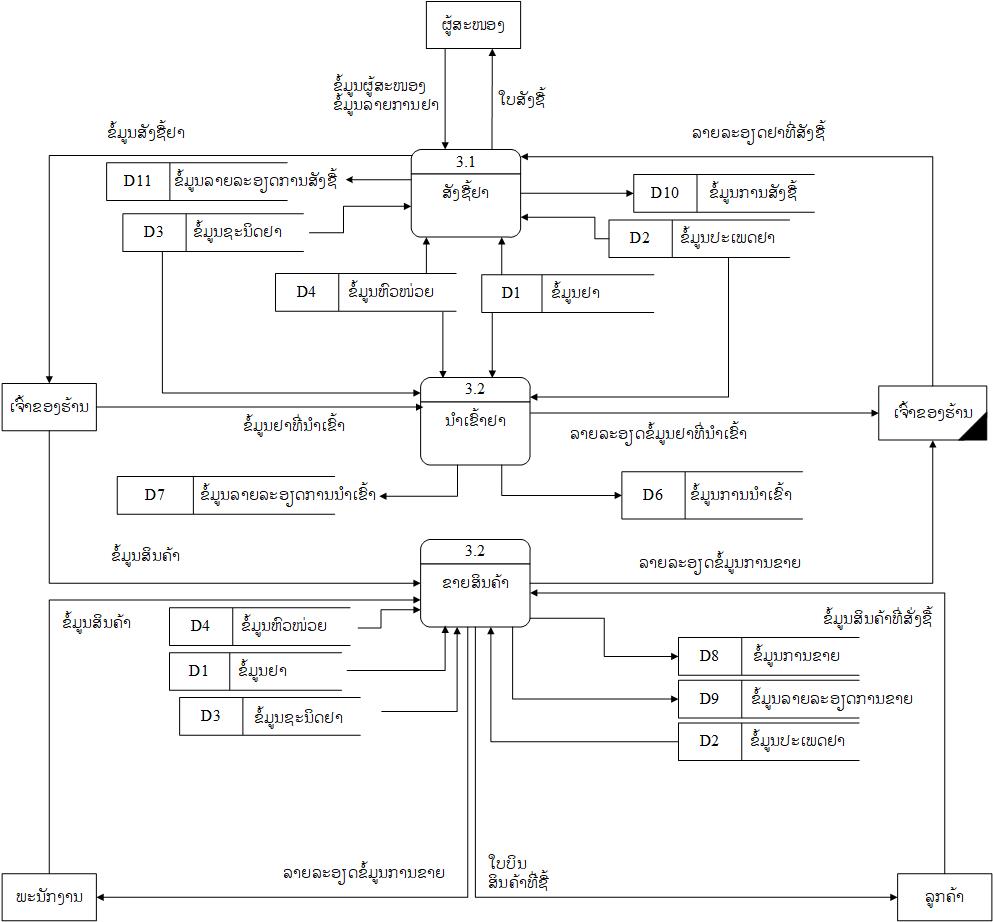 ຜູ້ສະໜອງ
ຂໍ້ມູນຜູ້ສະໜອງ
ຂໍ້ມູນລາຍການຢາ
ໃບສັ່ງຊື້
ຂໍ້ມູນສັ່ງຊື້ຢາ
ລາຍລະອຽດຢາທີ່ສັ່ງຊື້
3.1
ສັ່ງຊື້ຢາ
D11 ຂໍ້ມູນລາຍລະອຽດການສັ່ງຊື້
D10 ຂໍ້ມູນການສັ່ງຊື້
D3 ຂໍ້ມູນຊະນິດຢາ
D2 ຂໍ້ມູນປະເພດຢາ
D4 ຂໍ້ມູນຫົວໜ່ວຍ
D1 ຂໍ້ມູນຢາ
3.2
ນຳເຂົ້າຢາ
ເຈົ້າຂອງຮ້ານ
ເຈົ້າຂອງຮ້ານ
ຂໍ້ມູນຢາທີ່ນຳເຂົ້າ
ລາຍລະອຽດຂໍ້ມູນຢາທີ່ນຳເຂົ້າ
D7 ຂໍ້ມູນລາຍລະອຽດການນຳເຂົ້າ
D6 ຂໍ້ມູນການນຳເຂົ້າ
3.2
ຂາຍສິນຄ້າ
ຂໍ້ມູນສິນຄ້າ
ລາຍລະອຽດຂໍ້ມູນການຂາຍ
ຂໍ້ມູນສິນຄ້າ
ຂໍ້ມູນສິນຄ້າທີ່ສັ່ງຊື້
D4 ຂໍ້ມູນຫົວໜ່ວຍ
D1 ຂໍ້ມູນຢາ
D3 ຂໍ້ມູນຊະນິດຢາ
D8 ຂໍ້ມູນການຂາຍ
D9 ຂໍ້ມູນລາຍລະອຽດການຂາຍ
D2 ຂໍ້ມູນປະເພດຢາ
ລາຍລະອຽດຂໍ້ມູນການຂາຍ
ໃບບິນ
ສິນຄ້າທີ່ຊື້
ພະນັກງານ
ລູກຄ້າ